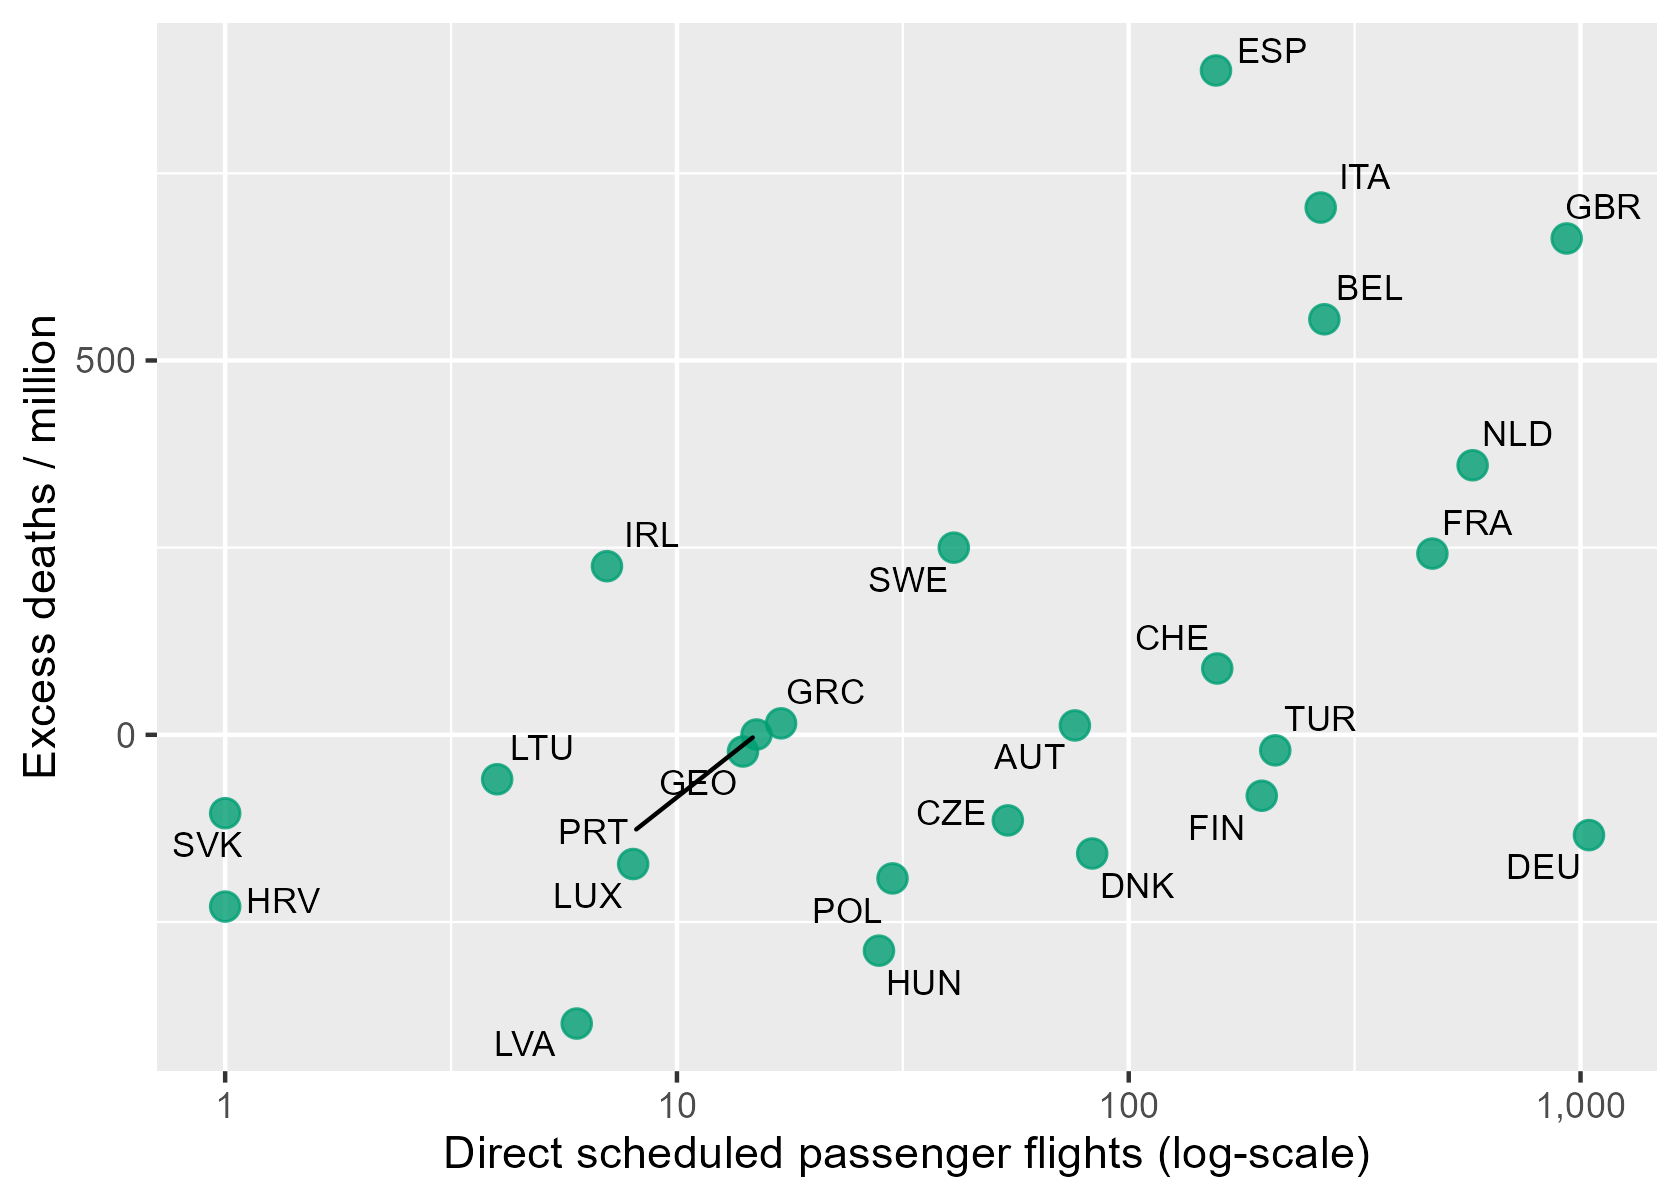 ESP
ITA
GBR
BEL
500
NLD
FRA
IRL
SWE
CHE
GRC
TUR
0
LTU
AUT
GEO
CZE
FIN
PRT
SVK
DEU
DNK
LUX
HRV
POL
HUN
LVA
1
10
100
1,000
Direct scheduled passenger flights (log-scale)
Excess deaths / million